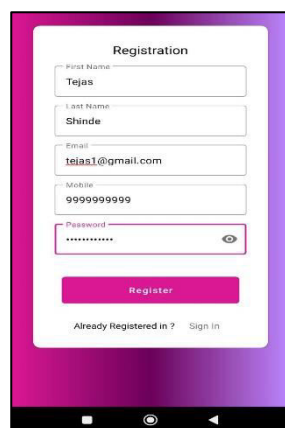 Registration
First Name
Tejas
Last Name
Shinde
Email
tejas1@gmail.com
Mobile
9999999999
Password
••••••••••••
Register
Already Registered in ? Sign In